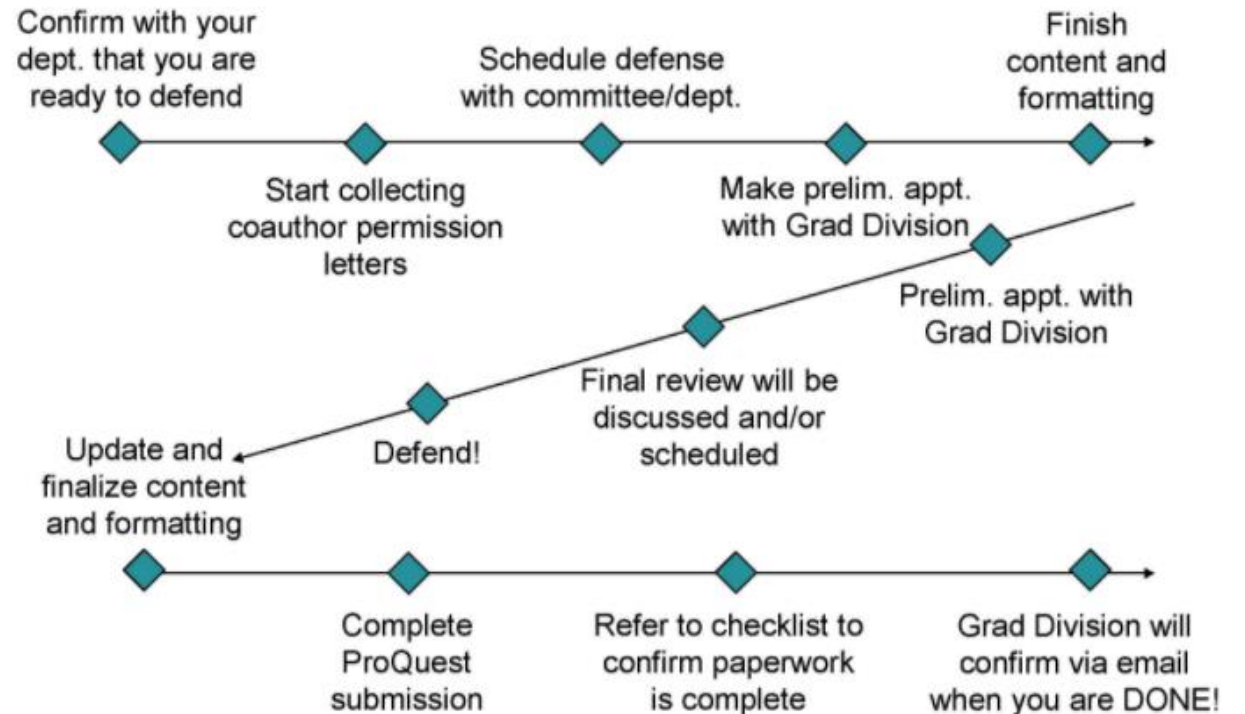 Confirm with your
dept. that you are
ready to defend
Start collecting
coauthor permission
letters
Schedule defense
with committee/dept.
Make prelim. appt.
with Grad Division
Finish
content and
formatting
Prelim. appt. with
Grad Division
Final review will be
discussed and/or
scheduled
Defend!
Update and
finalize content
and formatting
Complete
ProQuest
submission
Refer to checklist to
confirm paperwork
is complete
Grad Division will
confirm via email
when you are DONE!